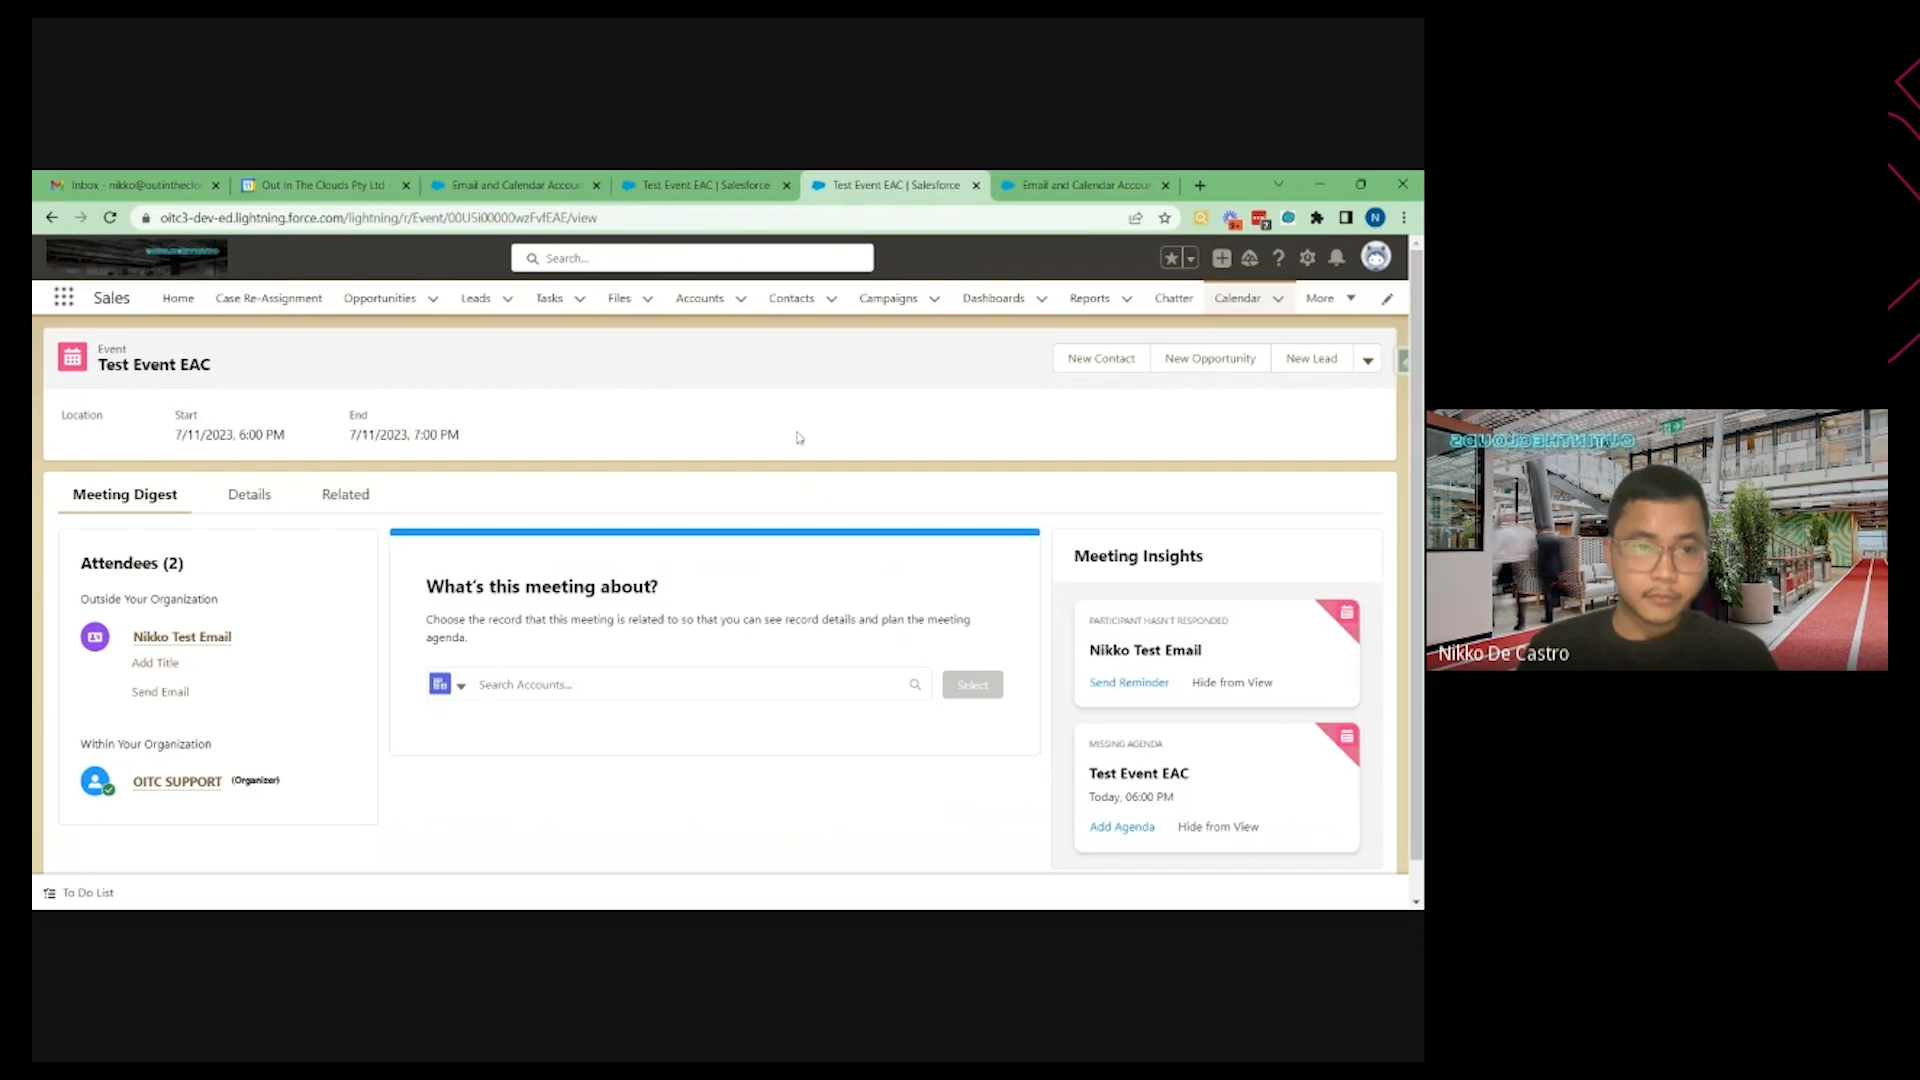 Inbox - nikko@outintheclo
Out In The Clouds Pty Ltd
Email and Calendar Accoun
Test Event EAC | Salesforce
Test Event EAC | Salesforce
Email and Calendar Accoun
oitc3-dev-ed.lightning.force.com/lightning/r/Event/00U5i00000wzFvfEAE/view
N
Search...
Sales Home Case Re-Assignment Opportunities Leads Tasks Files Accounts Contacts Campaigns Dashboards Reports Chatter Calendar More
Event
Test Event EAC
New Contact New Opportunity New Lead
Location Start End
7/11/2023, 6:00 PM 7/11/2023, 7:00 PM
Meeting Digest Details Related
Attendees (2)
Outside Your Organization
Nikko Test Email
Add Title
Send Email
Within Your Organization
OITC SUPPORT (Organizer)
What's this meeting about?
Choose the record that this meeting is related to so that you can see record details and plan the meeting
agenda.
Search Accounts...
Select
Meeting Insights
PARTICIPANT HASN'T RESPONDED
Nikko Test Email
Send Reminder Hide from View
MISSING AGENDA
Test Event EAC
Today, 06:00 PM
Add Agenda Hide from View
To Do List
OUTINTHECLOUDS
Nikko De Castro